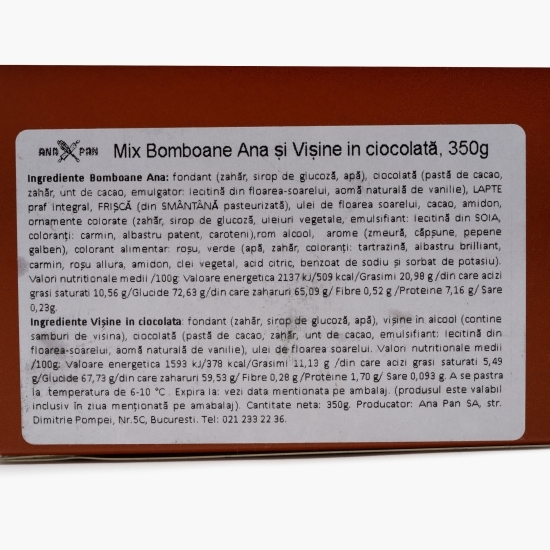 ANA PAN
Mix Bomboane Ana și Vișine in ciocolată, 350g
Ingrediente Bomboane Ana: fondant (zahăr, sirop de glucoză, apă), ciocolată (pastă de cacao,
zahăr, unt de cacao, emulgator: lecitină din floarea-soarelui, aomă naturală de vanilie), LAPTE
praf integral, FRIȘCĂ (din SMÂNTÂNĂ pasteurizată), ulei de floarea soarelui, cacao, amidon,
ornamente colorate (zahăr, sirop de glucoză, uleiuri vegetale, emulsifiant: lecitină din SOIA,
coloranți: carmin, albastru patent, caroteni),rom alcool, arome (zmeură, căpșune, pepene
galben), colorant alimentar: roșu, verde (apă, zahăr, coloranți: tartrazină, albastru brilliant,
carmin, roșu allura, amidon, clei vegetal, acid citric, benzoat de sodiu și sorbat de potasiu).
Valori nutritionale medii /100g: Valoare energetica 2137 kJ/509 kcal/Grasimi 20,98 g/din care acizi
grasi saturati 10,56 g/Glucide 72,63 g/din care zaharuri 65,09 g/ Fibre 0,52 g /Proteine 7,16 g/ Sare
0,23g.
Ingrediente Vișine in ciocolata: fondant (zahăr, sirop de glucoză, apă), vișine în alcool (contine
samburi de visina), ciocolată (pastă de cacao, zahăr, unt de cacao, emulsifiant: lecitină din
floarea-soarelui, aomă naturală de vanilie), ulei de floarea soarelui. Valori nutritionale medii
/100g: Valoare energetica 1593 kJ/378 kcal/Grasimi 11,13 g /din care acizi grasi saturati 5,49
g/Glucide 67,73 g/din care zaharuri 59,53 g/ Fibre 0,28 g /Proteine 1,70 g/ Sare 0,093 g. A se pastra
la temperatura de 6-10 °C . Expira la: vezi data mentionata pe ambalaj. (produsul este valabil
inclusiv în ziua menționată pe amabalaj). Cantitate neta: 350g. Producator: Ana Pan SA, str.
Dimitrie Pompei, Nr.5C, Bucuresti. Tel: 021 233 22 36.